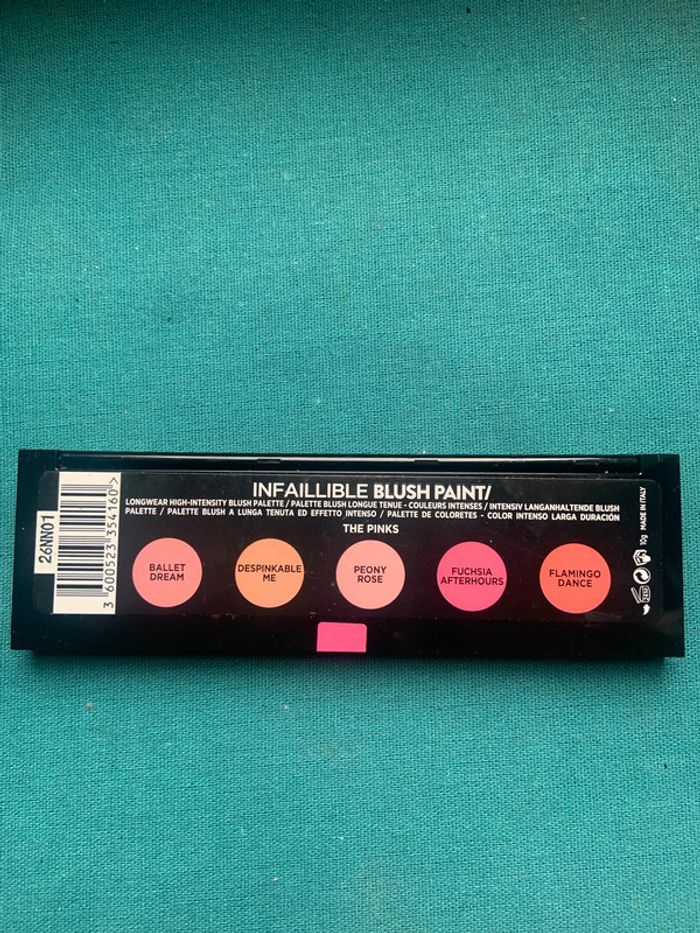 INFAILLIBLE BLUSH PAINT/
LONGWEAR HIGH-INTENSITY BLUSH PALETTE / PALETTE BLUSH LONGUE TENUE - COULEURS INTENSES / INTENSIV LANGANHALTENDE BLUSH
PALETTE / PALETTE BLUSH A LUNGA TENUTA ED EFFETTO INTENSO / PALETTE DE COLORETES - COLOR INTENSO LARGA DURACIÓN
THE PINKS
BALLET
DREAM
DESPINKABLE
ME
PEONY
ROSE
FUCHSIA
AFTERHOURS
FLAMINGO
DANCE
26NN01
3 600523 354160 >
10g MADE IN ITALY